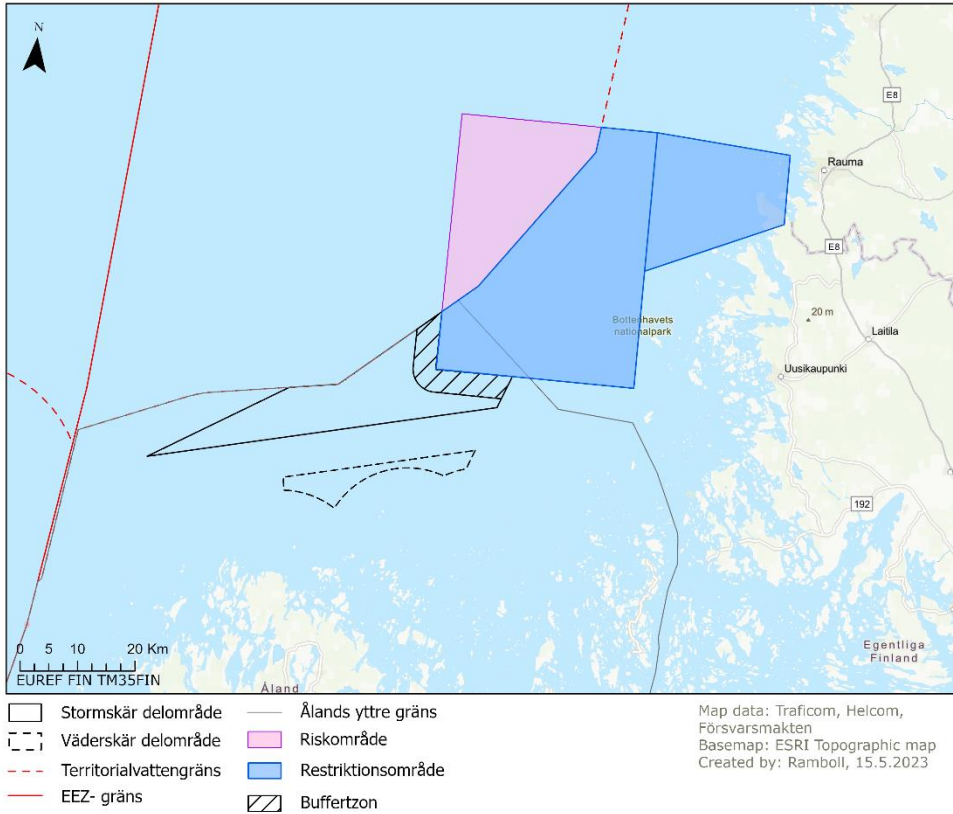 N
E8
Rauma
E8
Bottenhavets
nationalpark
20 m
Laitila
Uusikaupunki
192
0 5 10 20 Km
EUREF FIN TM35FIN
Åland
Egentliga
Finland
Stormskär delområde
Väderskär delområde
Territorialvattengräns
EEZ- gräns
Ålands yttre gräns
Riskområde
Restriktionsområde
Buffertzon
Map data: Traficom, Helcom,
Försvarsmakten
Basemap: ESRI Topographic map
Created by: Ramboll, 15.5.2023